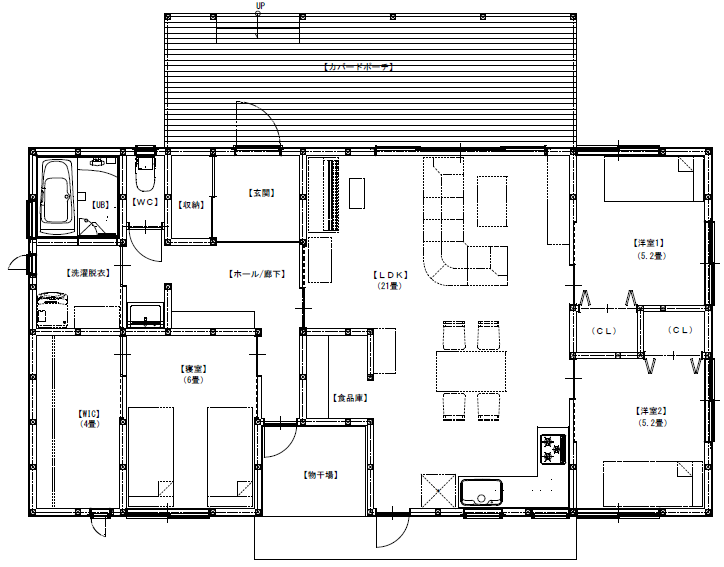 UP
【カバードポーチ】
【UB】
【WC】
【収納】
【玄関】
【洋室1】
(5.2畳)
【洗濯脱衣】
【ホール/廊下】
【LDK】
(21畳)
(CL)
(CL)
【寝室】
(6畳)
【WIC】
(4畳)
【食品庫】
【洋室2】
(5.2畳)
【物干場】